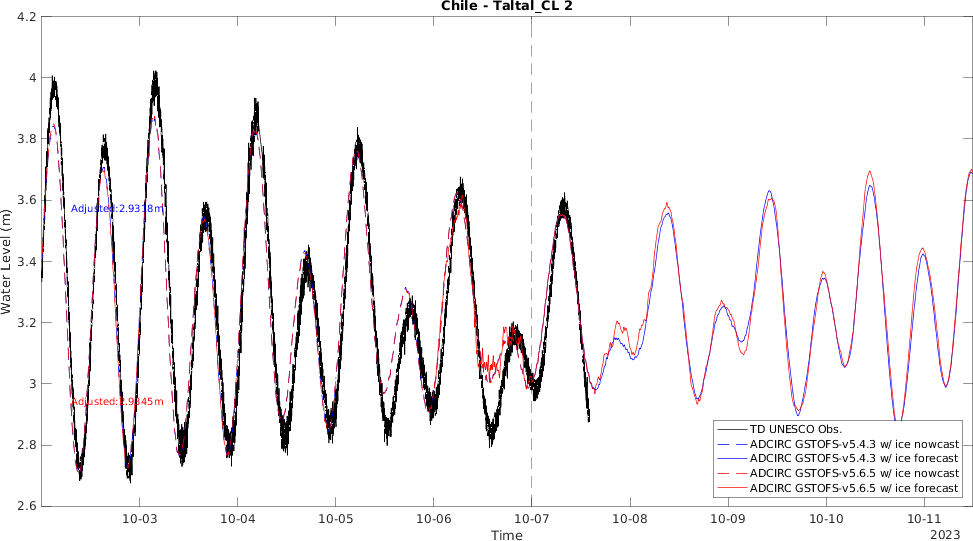 Chile - Taltal_CL 2
4.2
4
3.8
3.6
3.4
3.2
3
2.8
2.6
Water Level (m)
Adjusted:2.9318m
Adjusted:2.9345m
TD UNESCO Obs.
ADCIRC GSTOFS-v5.4.3 w/ ice nowcast
ADCIRC GSTOFS-v5.4.3 w/ ice forecast
ADCIRC GSTOFS-v5.6.5 w/ ice nowcast
ADCIRC GSTOFS-v5.6.5 w/ ice forecast
10-03 10-04 10-05 10-06 10-07 10-08 10-09 10-10 10-11
Time
2023